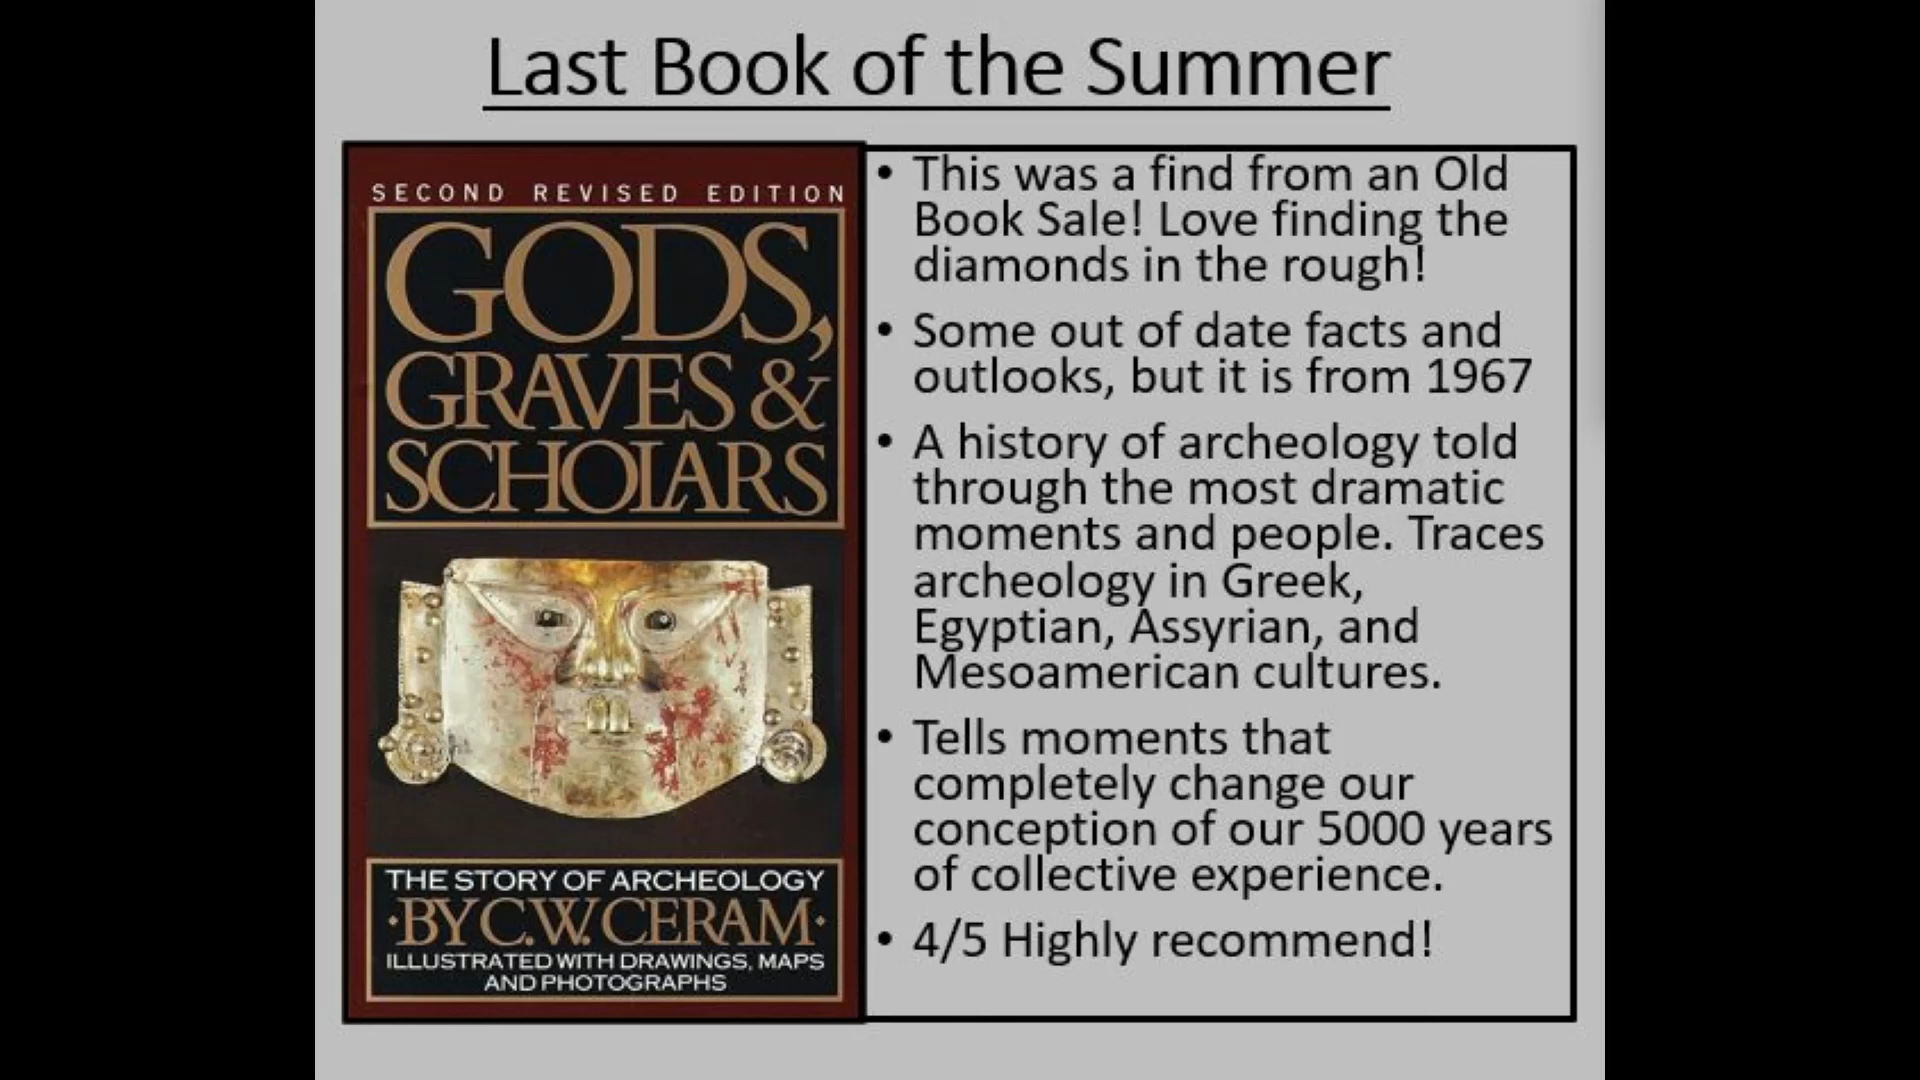 Last Book of the Summer
SECOND REVISED EDITION
GODS,
GRAVES &
SCHOLARS
THE STORY OF ARCHEOLOGY
·BY C.W. CERAM·
ILLUSTRATED WITH DRAWINGS, MAPS
AND PHOTOGRAPHS
• This was a find from an Old
Book Sale! Love finding the
diamonds in the rough!
• Some out of date facts and
outlooks, but it is from 1967
• A history of archeology told
through the most dramatic
moments and people. Traces
archeology in Greek,
Egyptian, Assyrian, and
Mesoamerican cultures.
• Tells moments that
completely change our
conception of our 5000 years
of collective experience.
• 4/5 Highly recommend!